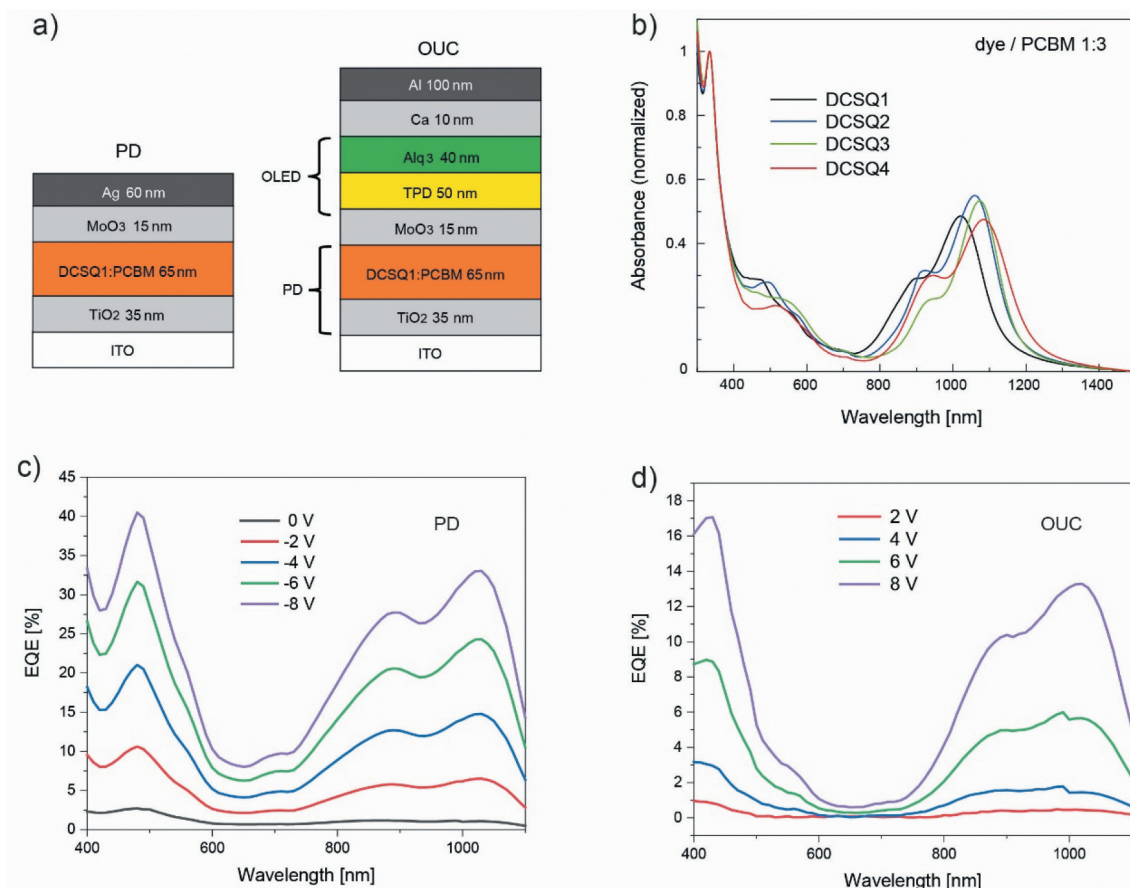 a)
OUC
Al 100 nm
Ca 10 nm
Alq3 40 nm
OLED
TPD 50 nm
MoO3 15 nm
DCSQ1:PCBM 65 nm
PD
TiO2 35 nm
ITO
PD
Ag 60 nm
MoO3 15 nm
DCSQ1:PCBM 65 nm
TiO2 35 nm
ITO
b)
dye / PCBM 1:3
DCSQ1
DCSQ2
DCSQ3
DCSQ4
Absorbance (normalized)
1
0.8
0.6
0.4
0.2
0
400 600 800 1000 1200 1400
Wavelength [nm]
c)
PD
0 V
-2 V
-4 V
-6 V
-8 V
EQE [%]
45
40
35
30
25
20
15
10
5
0
400 600 800 1000
Wavelength [nm]
d)
OUC
2 V
4 V
6 V
8 V
EQE [%]
18
16
14
12
10
8
6
4
2
0
400 500 600 700 800 900 1000
Wavelength [nm]